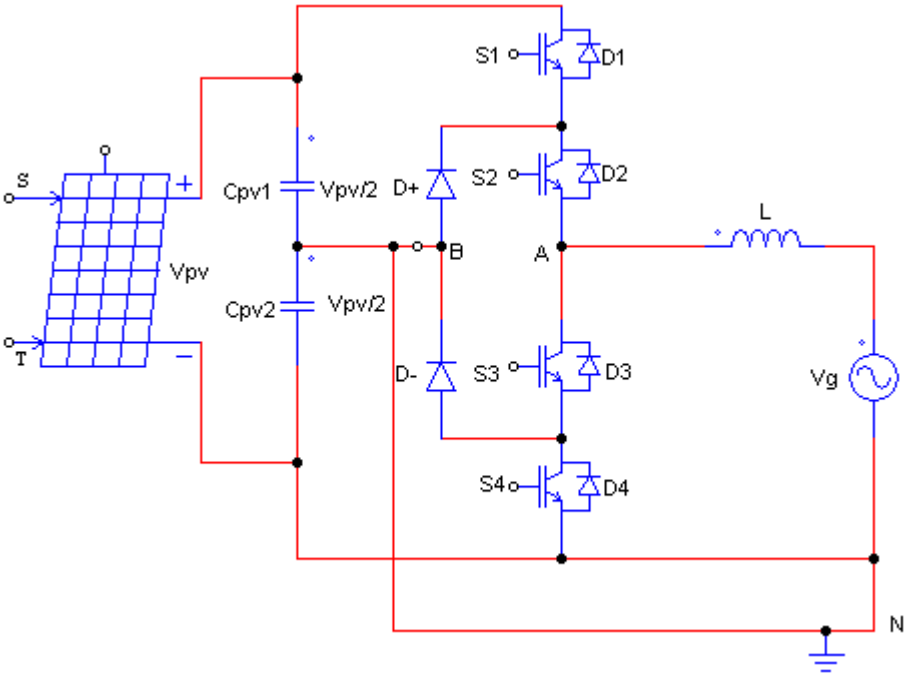 S1
D1
S
+
Cpv1
Vpv/2
D+
S2
D2
L
Vpv
B
A
Cpv2
Vpv/2
T
−
D-
S3
D3
Vg
S4
D4
N